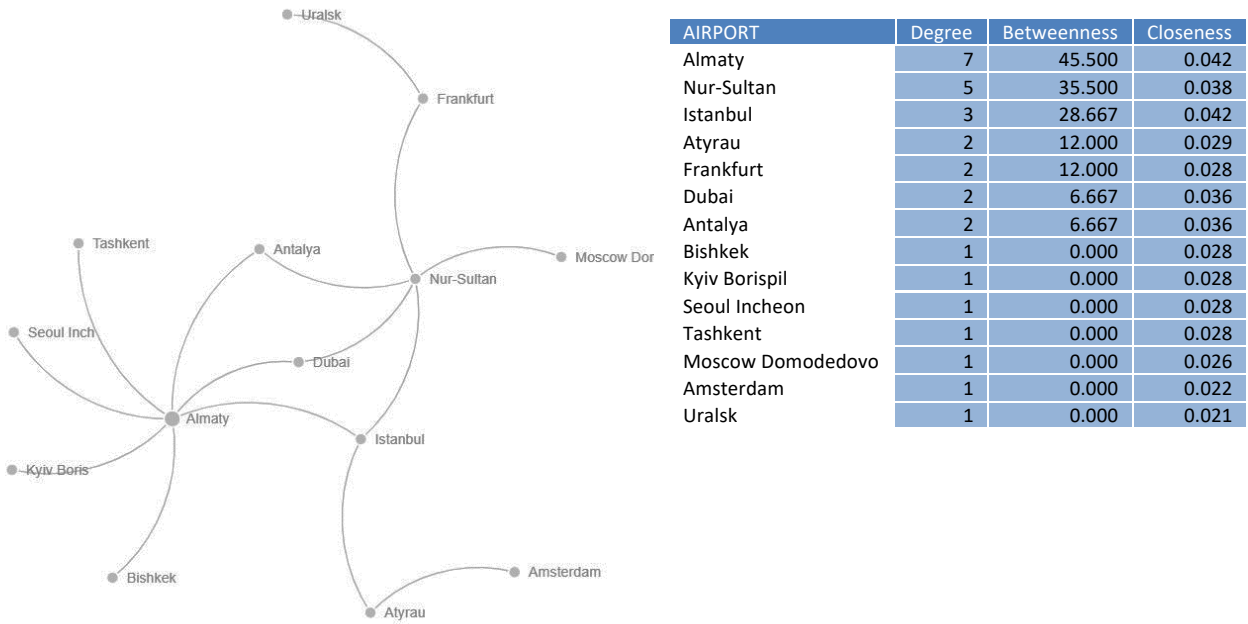 Uralsk
Frankfurt
Tashkent
Antalya
Moscow Dor
Nur-Sultan
Seoul Inch
Dubai
Almaty
Istanbul
Kyiv Boris
Bishkek
Amsterdam
Atyrau
AIRPORT Degree Betweenness Closeness
Almaty 7 45.500 0.042
Nur-Sultan 5 35.500 0.038
Istanbul 3 28.667 0.042
Atyrau 2 12.000 0.029
Frankfurt 2 12.000 0.028
Dubai 2 6.667 0.036
Antalya 2 6.667 0.036
Bishkek 1 0.000 0.028
Kyiv Borispil 1 0.000 0.028
Seoul Incheon 1 0.000 0.028
Tashkent 1 0.000 0.028
Moscow Domodedovo 1 0.000 0.026
Amsterdam 1 0.000 0.022
Uralsk 1 0.000 0.021